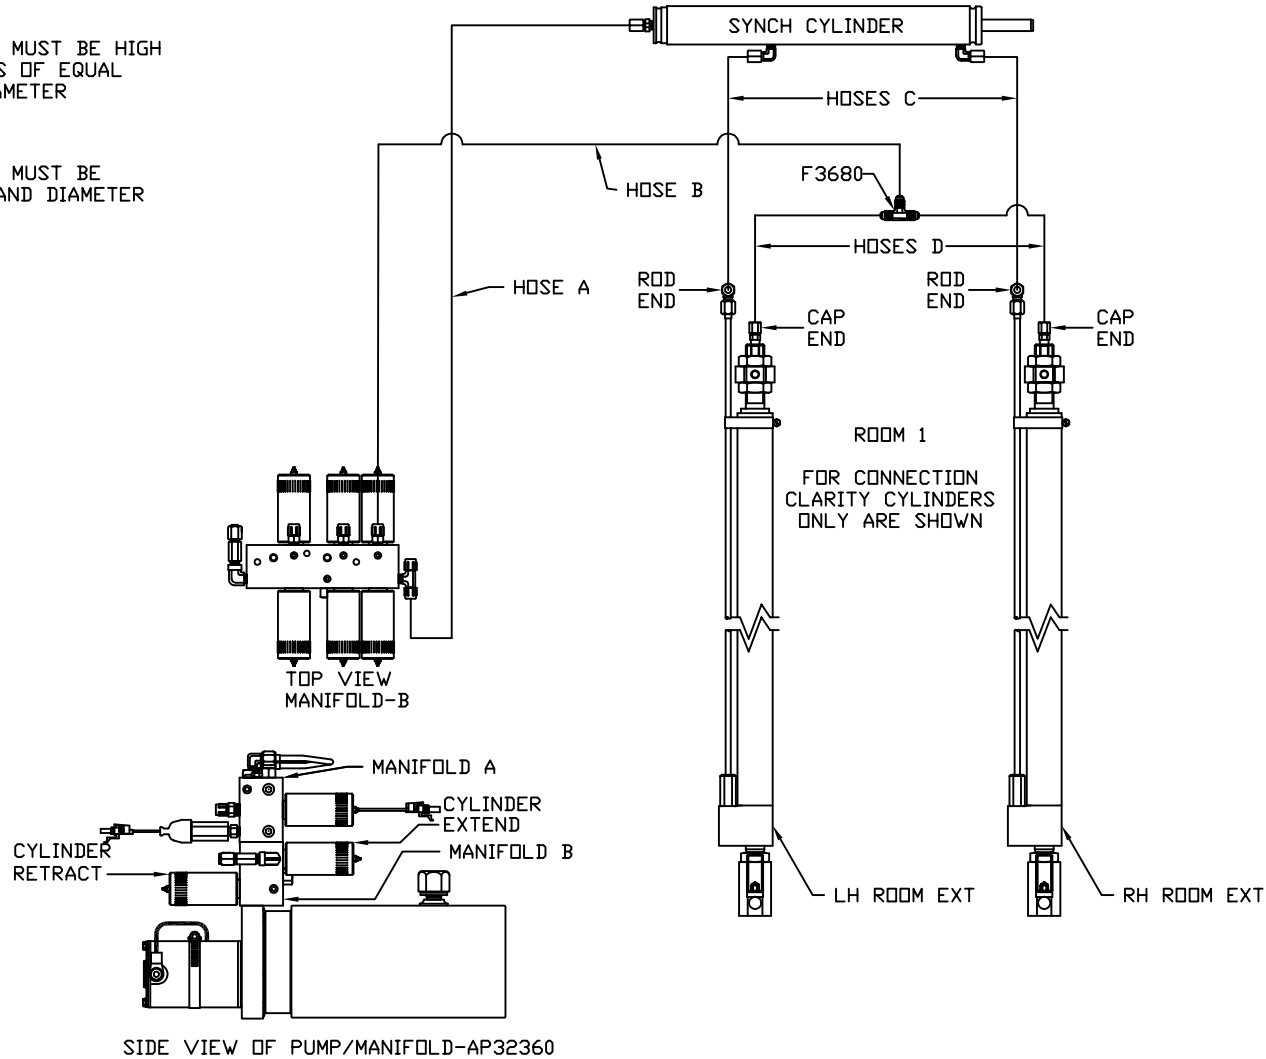 MUST BE HIGH
S OF EQUAL
AMETER
MUST BE
AND DIAMETER
SYNCH CYLINDER
HOSES C
HOSE B
F3680
HOSES D
HOSE A
ROD
END
CAP
END
ROD
END
CAP
END
ROOM 1
FOR CONNECTION
CLARITY CYLINDERS
ONLY ARE SHOWN
TOP VIEW
MANIFOLD-B
MANIFOLD A
CYLINDER
EXTEND
MANIFOLD B
CYLINDER
RETRACT
LH ROOM EXT
RH ROOM EXT
SIDE VIEW OF PUMP/MANIFOLD-AP32360